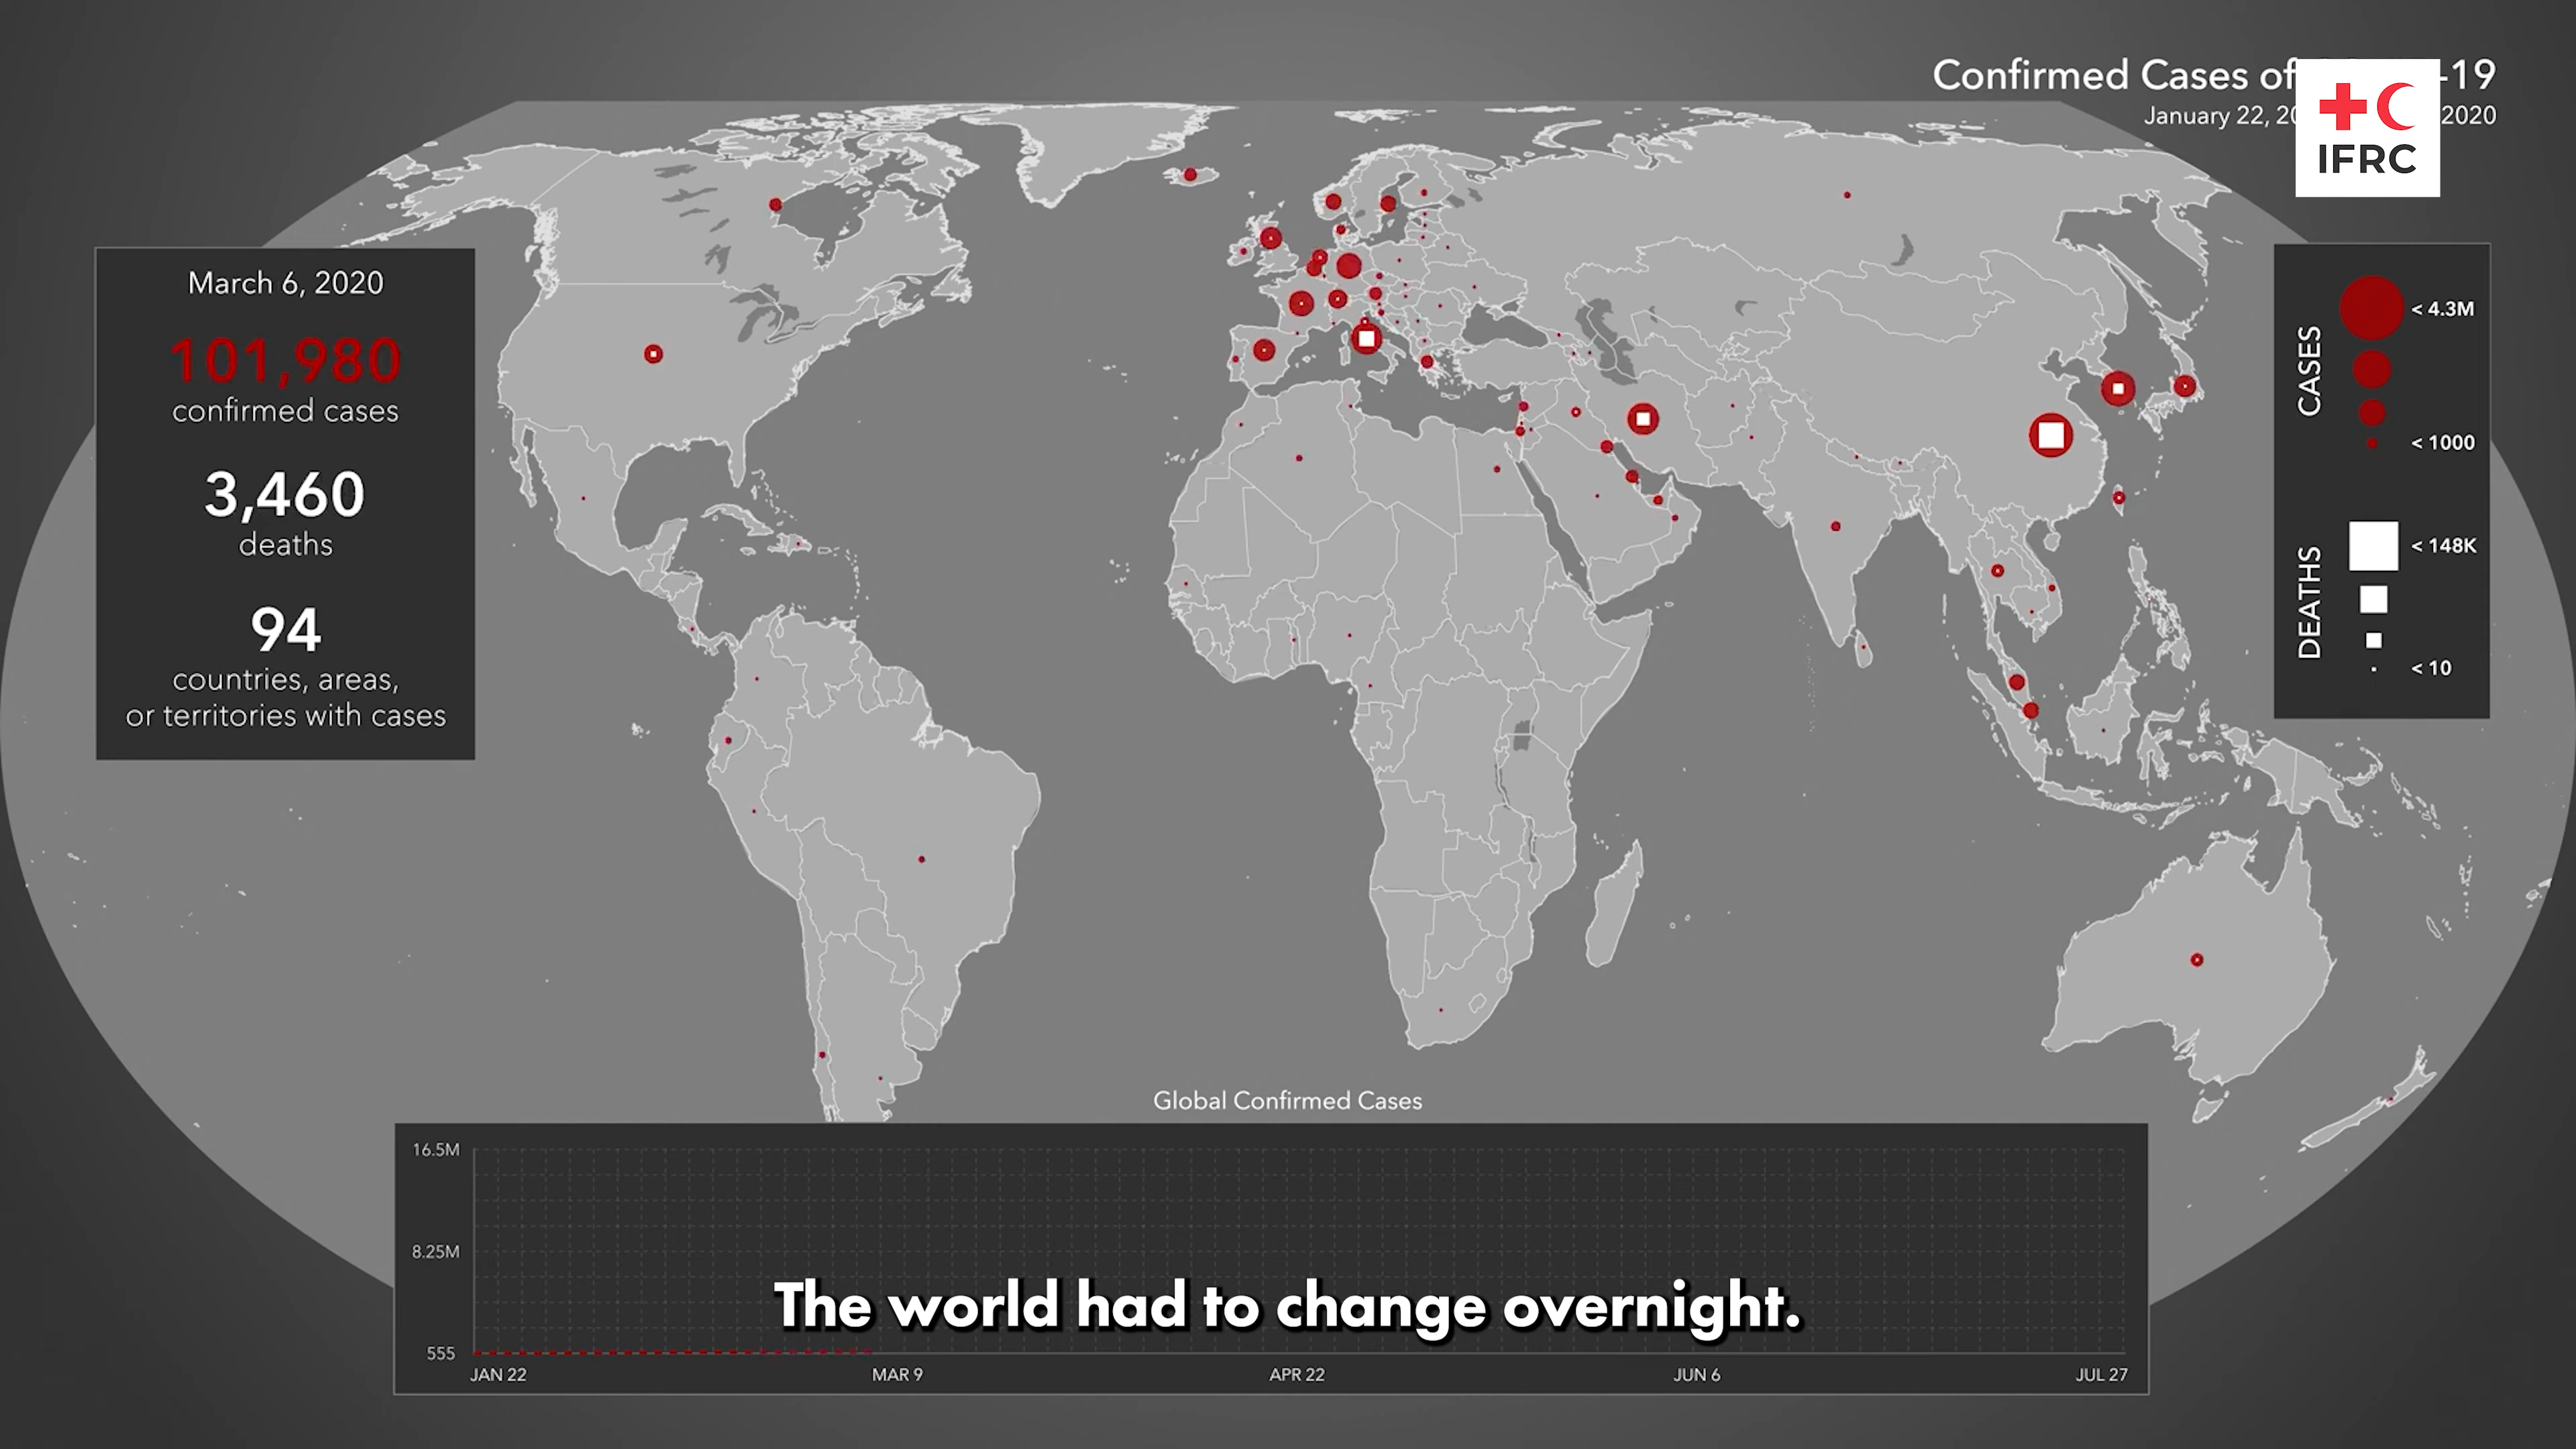 Confirmed Cases of -19
January 22, 20 2020
IFRC
March 6, 2020
101,980
confirmed cases
3,460
deaths
94
countries, areas,
or territories with cases
CASES
< 4.3M
< 1000
DEATHS
< 148K
< 10
Global Confirmed Cases
16.5M
8.25M
555
The world had to change overnight.
JAN 22 MAR 9 APR 22 JUN 6 JUL 27